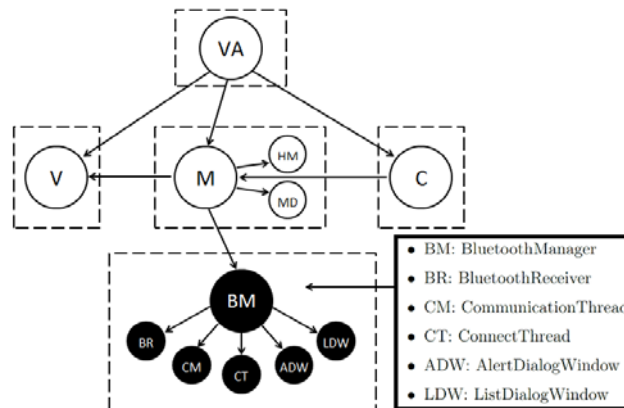 VA
V
M
HM
MD
C
BM
BR
CM
CT
ADW
LDW
• BM: BluetoothManager
• BR: BluetoothReceiver
• CM: CommunicationThread
• CT: ConnectThread
• ADW: AlertDialogWindow
• LDW: ListDialogWindow